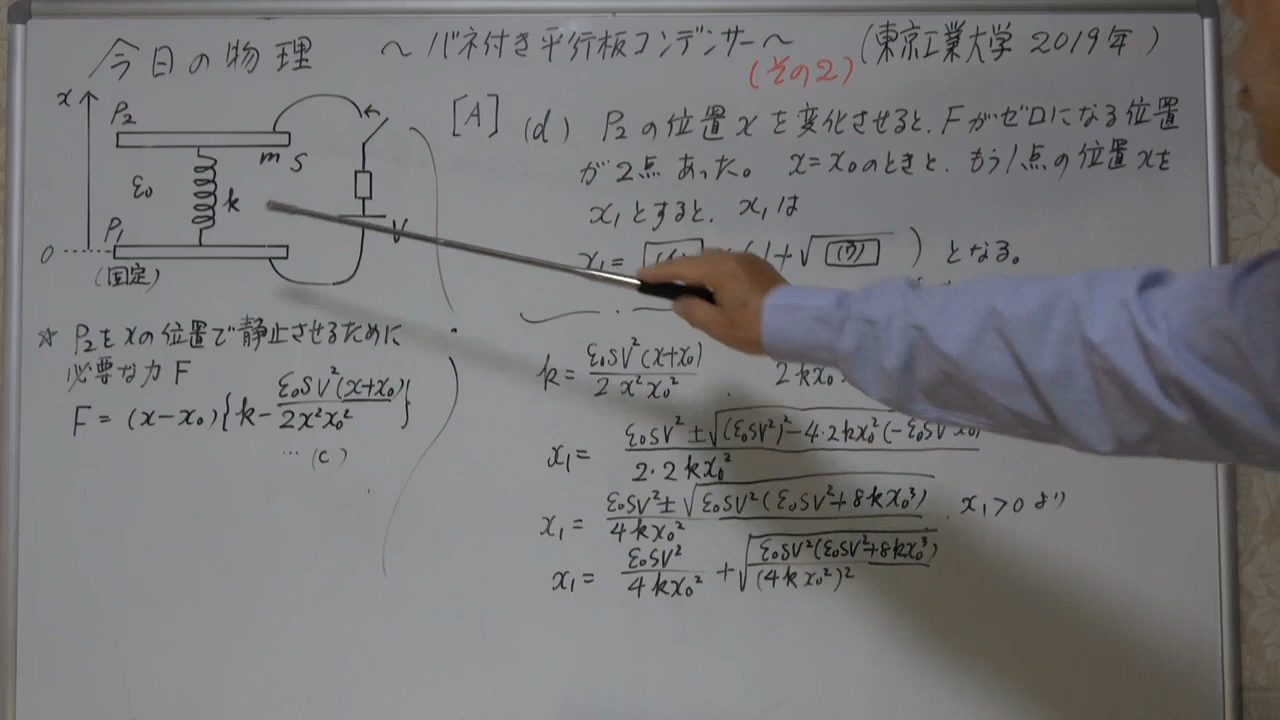 今日の物理 ～バネ付き平行板コンデンサー～ (東京工業大学 2019年)
(その2)
x
P₂
m S
ε₀
k
P₁
V
0
(固定)
☆ P₂をxの位置で静止させるために
必要な力 F
F = (x-x₀){k - ε₀SV²(x+x₀)/2x²x₀²}
… (c)
[A] (d) P₂の位置xを変化させると、Fがゼロになる位置
が2点あった。 x=x₀のときと、もう1点の位置xを
x₁とすると、x₁は
x₁= (1+√ ) となる。
k = ε₀SV²(x+x₀)/2x²x₀² 2kx₀
x₁ = ε₀SV²±√(ε₀SV²)²-4・2kx₀²(-ε₀SV²x₀)/2・2kx₀²
x₁ = ε₀SV²±√ε₀SV²(ε₀SV²+8kx₀³)/4kx₀² . x₁>0 より
x₁ = ε₀SV²/4kx₀² + √ε₀SV²(ε₀SV²+8kx₀³)/(4kx₀²)²